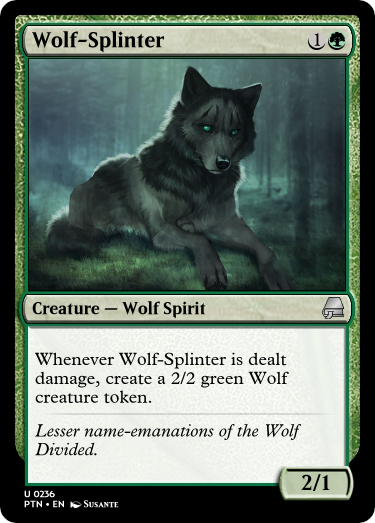 Wolf-Splinter 1
Creature — Wolf Spirit
Whenever Wolf-Splinter is dealt
damage, create a 2/2 green Wolf
creature token.
Lesser name-emanations of the Wolf
Divided.
2/1
U 0236
PTN • EN Susante